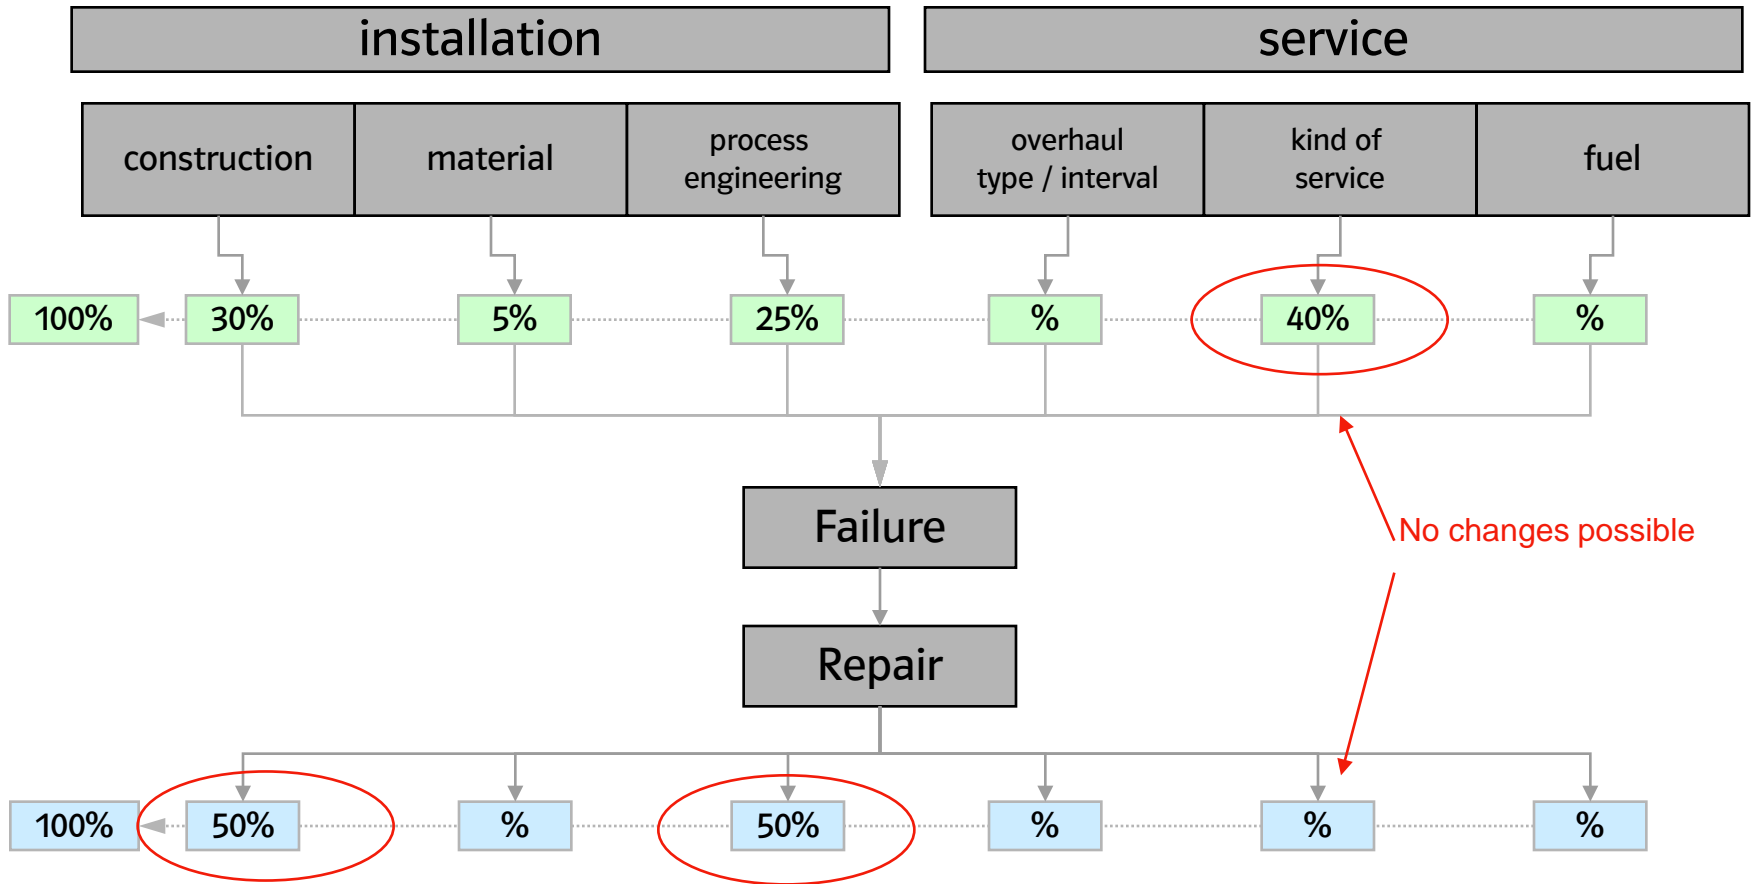 installation
service
construction
material
process
engineering
overhaul
type / interval
kind of
service
fuel
100%
30%
5%
25%
%
40%
%
Failure
No changes possible
Repair
100%
50%
%
50%
%
%
%